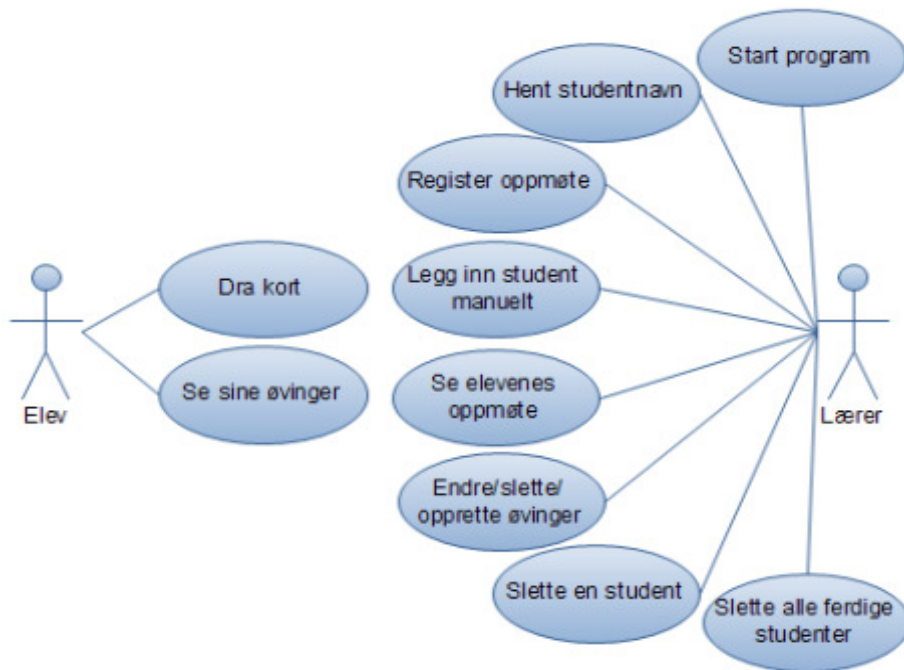 Start program
Hent studentnavn
Register oppmøte
Dra kort
Legg inn student
manuelt
Se sine øvinger
Se elevenes
oppmøte
Elev
Lærer
Endre/slette/
opprette øvinger
Slette en student
Slette alle ferdige
studenter